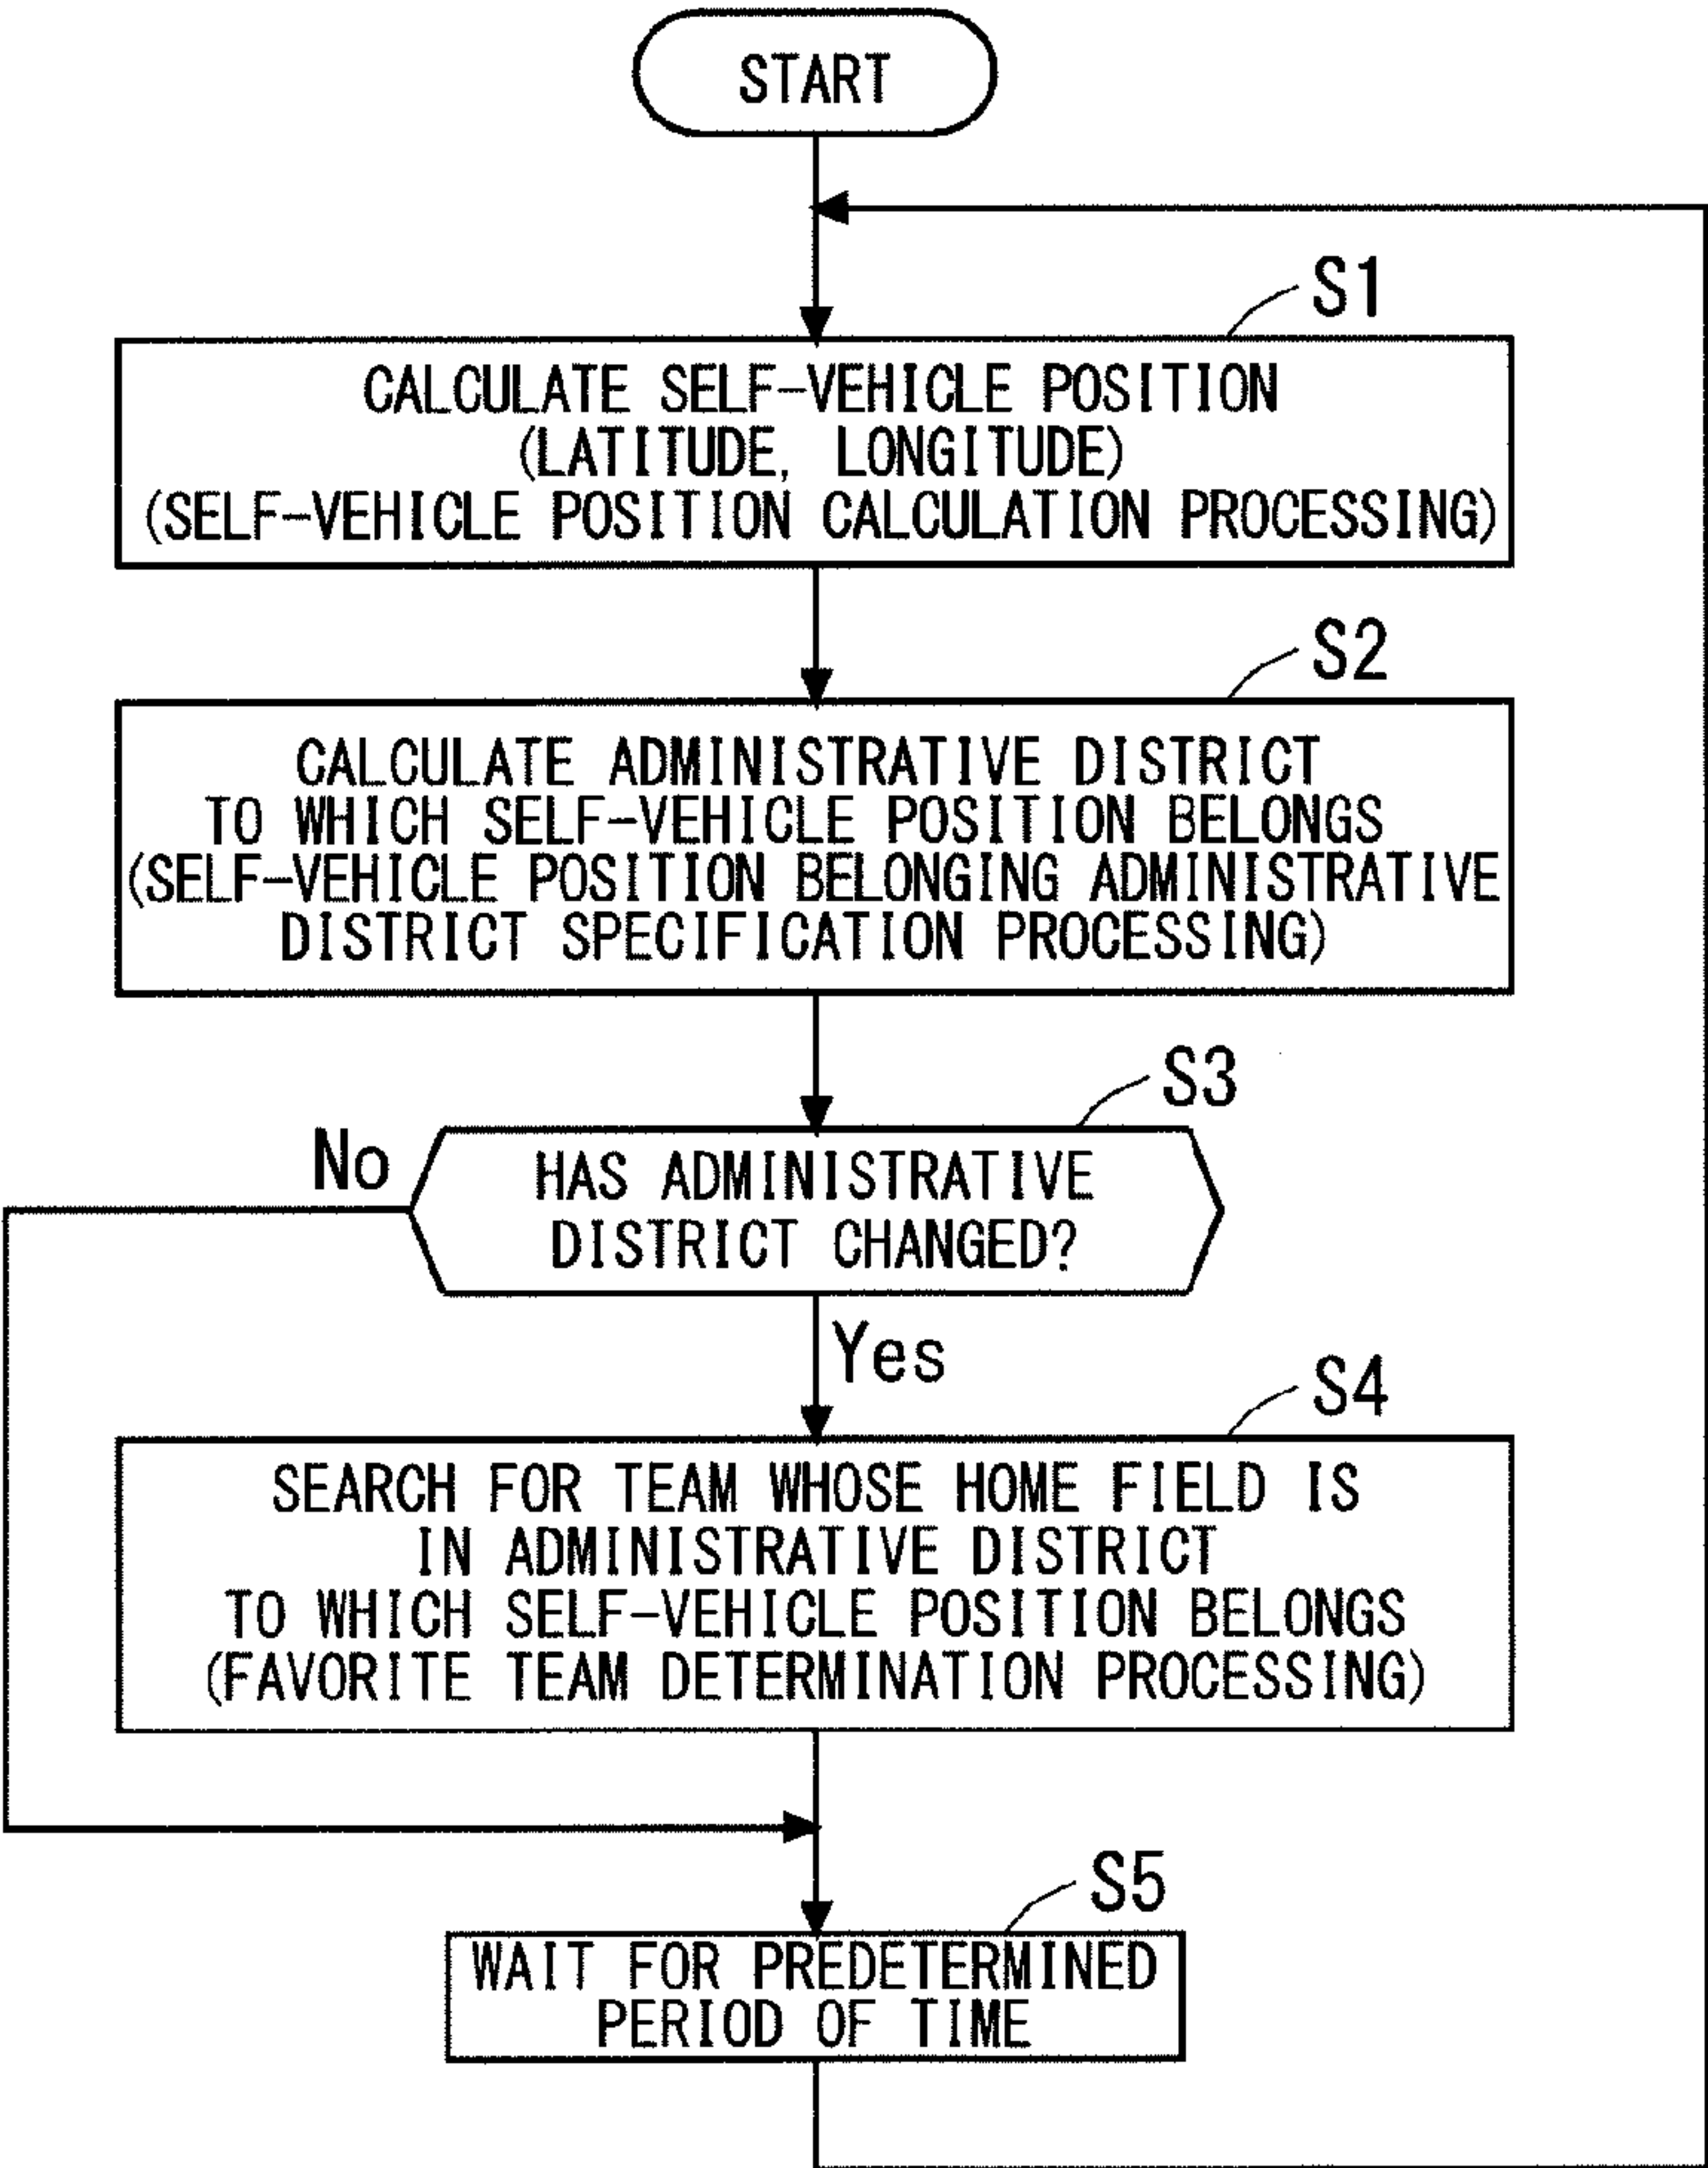 START
S1
CALCULATE SELF-VEHICLE POSITION
(LATITUDE, LONGITUDE)
(SELF-VEHICLE POSITION CALCULATION PROCESSING)
S2
CALCULATE ADMINISTRATIVE DISTRICT
TO WHICH SELF-VEHICLE POSITION BELONGS
(SELF-VEHICLE POSITION BELONGING ADMINISTRATIVE
DISTRICT SPECIFICATION PROCESSING)
S3
No
HAS ADMINISTRATIVE
DISTRICT CHANGED?
Yes
S4
SEARCH FOR TEAM WHOSE HOME FIELD IS
IN ADMINISTRATIVE DISTRICT
TO WHICH SELF-VEHICLE POSITION BELONGS
(FAVORITE TEAM DETERMINATION PROCESSING)
S5
WAIT FOR PREDETERMINED
PERIOD OF TIME